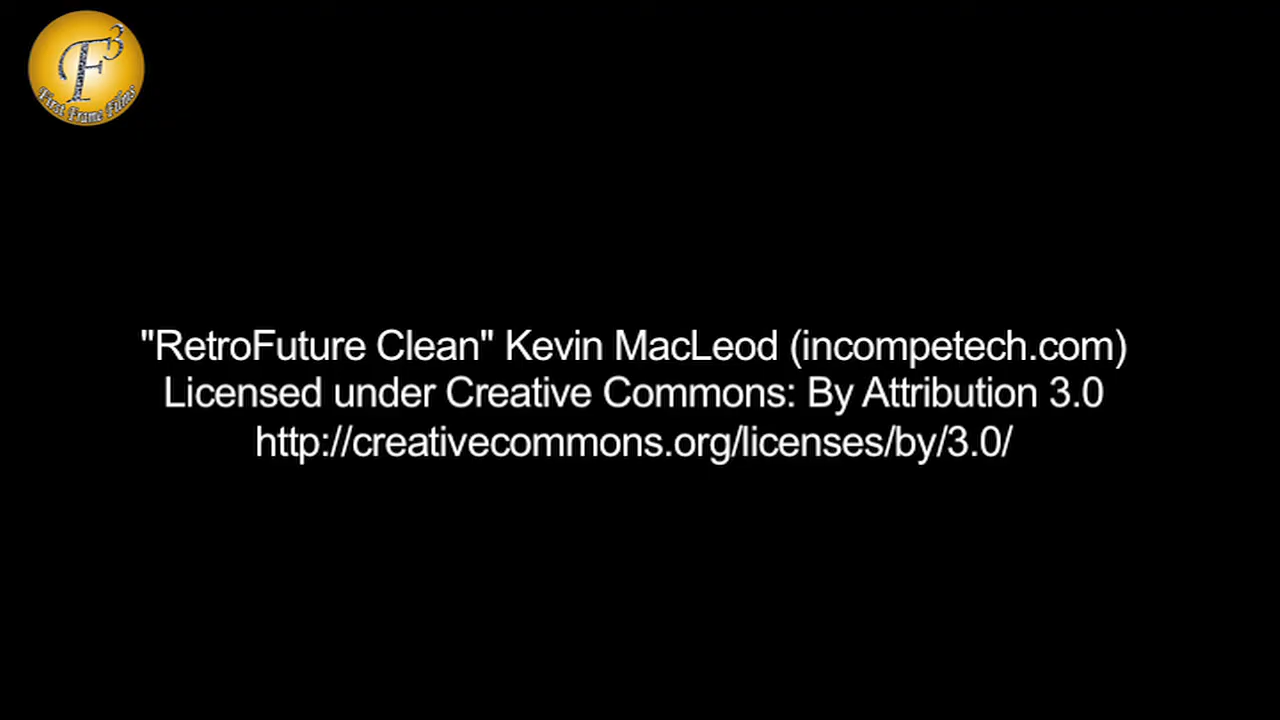 F3
First Frame Films
"RetroFuture Clean" Kevin MacLeod (incompetech.com)
Licensed under Creative Commons: By Attribution 3.0
http://creativecommons.org/licenses/by/3.0/